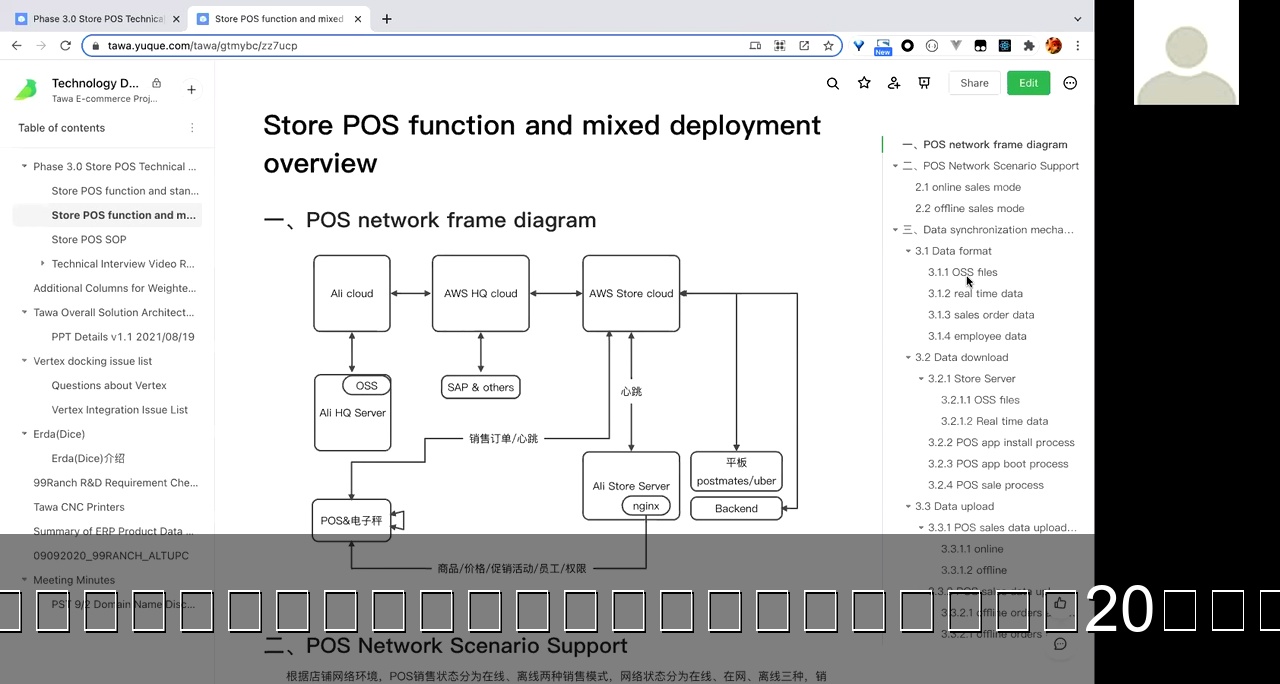 Phase 3.0 POS Technical
Store POS function and mixed
tawa.yuque.com/tawa/gtmybc/zz7ucp
New
Technology D...
Tawa E-commerce Proj...
Share
Edit
Table of contents
Phase 3.0 Store POS Technical ...
Store POS function and stan...
Store POS function and m...
Store POS SOP
Technical Interview Video R...
Additional Columns for Weighte...
Tawa Overall Solution Architect...
PPT Details v1.1 2021/08/19
Vertex docking issue list
Questions about Vertex
Vertex Integration Issue List
Erda(Dice)
Erda(Dice)介绍
99Ranch R&D Requirement Che...
Tawa CNC Printers
Summary of ERP Product Data ...
09092020_99RANCH_ALTUPC
Meeting Minutes
PST 9/2 Domain Name Disc...
Store POS function and mixed deployment
overview
一、POS network frame diagram
Ali cloud
AWS HQ cloud
AWS Store cloud
OSS
Ali HQ Server
SAP & others
心跳
销售订单/心跳
平板
postmates/uber
Ali Store Server
nginx
Backend
POS&电子秤
商品/价格/促销活动/员工/权限
二、POS Network Scenario Support
根据店铺网络环境，POS销售状态分为在线、离线两种销售模式，网络状态分为在线、在网、离线三种，销
一、POS network frame diagram
二、POS Network Scenario Support
2.1 online sales mode
2.2 offline sales mode
三、Data synchronization mecha...
3.1 Data format
3.1.1 OSS files
3.1.2 real time data
3.1.3 sales order data
3.1.4 employee data
3.2 Data download
3.2.1 Store Server
3.2.1.1 OSS files
3.2.1.2 Real time data
3.2.2 POS app install process
3.2.3 POS app boot process
3.2.4 POS sale process
3.3 Data upload
3.3.1 POS sales data upload...
3.3.1.1 online
3.3.1.2 offline
3.3.2.1 offline orders
3.3.2.1 offline orders
20